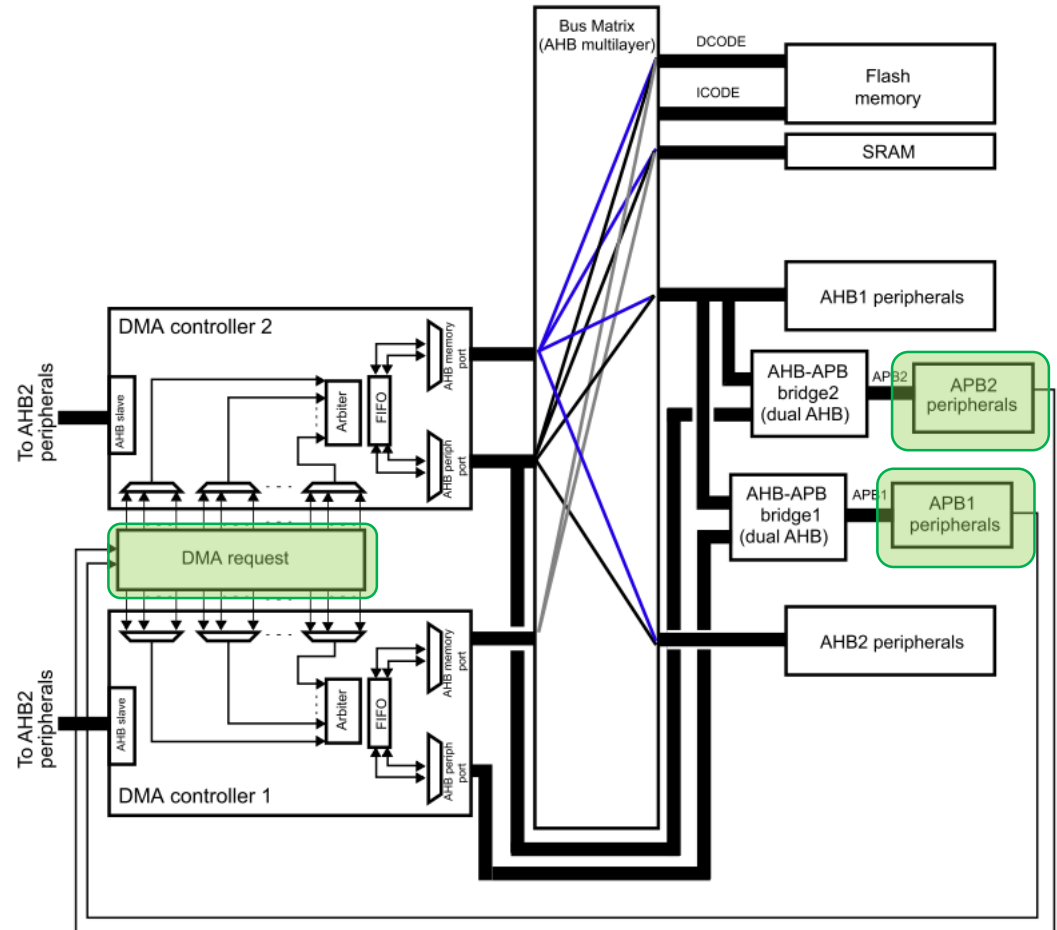 Bus Matrix
(AHB multilayer)
DCODE
ICODE
Flash
memory
SRAM
AHB1 peripherals
DMA controller 2
To AHB2
peripherals
AHB slave
Arbiter
FIFO
AHB memory
port
AHB periph
port
AHB-APB
bridge2
(dual AHB)
APB2
APB2
peripherals
AHB-APB
bridge1
(dual AHB)
APB1
APB1
peripherals
DMA request
AHB2 peripherals
To AHB2
peripherals
AHB slave
Arbiter
FIFO
AHB memory
port
AHB periph
port
DMA controller 1